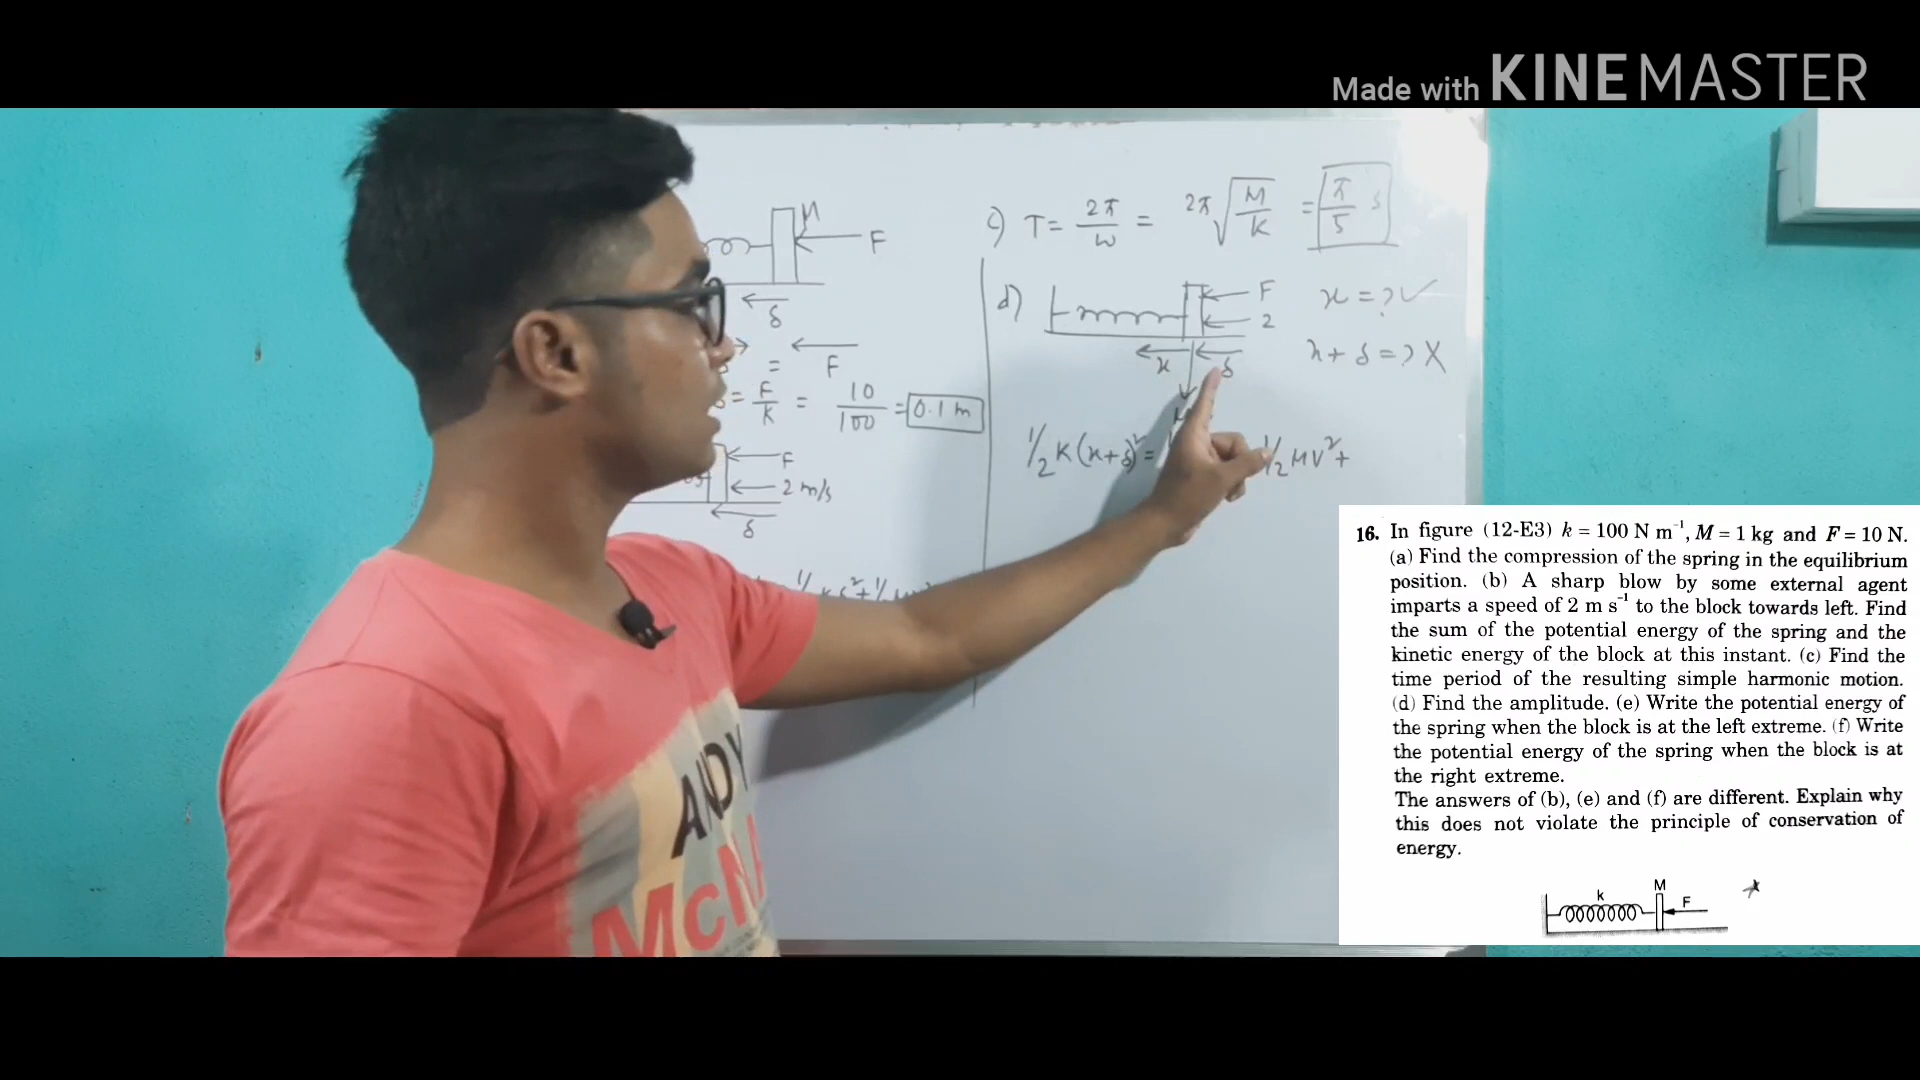 Made with KINEMASTER
M
F
δ
= F
= F/K = 10/100 = 0.1 m
F
2 m/s
δ
c) T = 2π/ω = 2π √M/K = π/5 s
d)
F
2
x = ? ✓
x + δ = ? X
x δ
½ K(x+δ)² = ½ MV² +
16. In figure (12-E3) k = 100 N m⁻¹, M = 1 kg and F = 10 N.
(a) Find the compression of the spring in the equilibrium
position. (b) A sharp blow by some external agent
imparts a speed of 2 m s⁻¹ to the block towards left. Find
the sum of the potential energy of the spring and the
kinetic energy of the block at this instant. (c) Find the
time period of the resulting simple harmonic motion.
(d) Find the amplitude. (e) Write the potential energy of
the spring when the block is at the left extreme. (f) Write
the potential energy of the spring when the block is at
the right extreme.
The answers of (b), (e) and (f) are different. Explain why
this does not violate the principle of conservation of
energy.
k
M
F
ANDY
McN